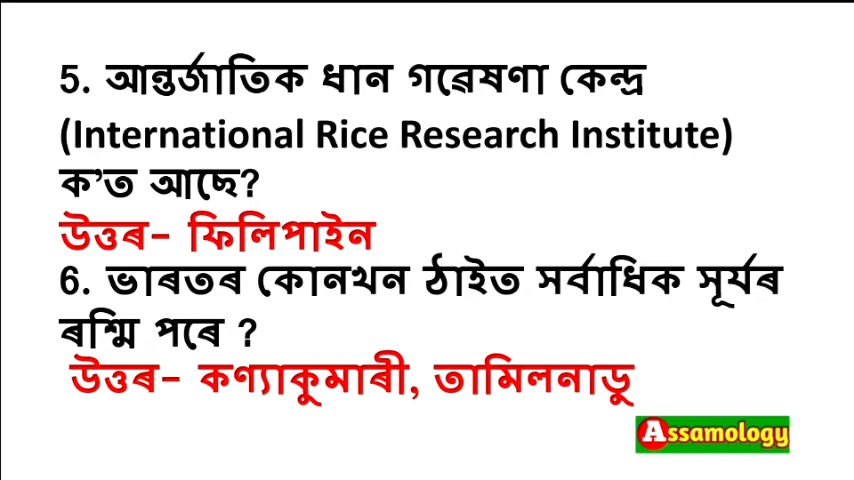 5. আন্তৰ্জাতিক ধান গৱেষণা কেন্দ্ৰ
(International Rice Research Institute)
ক’ত আছে?
উত্তৰ– ফিলিপাইন
6. ভাৰতৰ কোনখন ঠাইত সৰ্বাধিক সূৰ্যৰ
ৰশ্মি পৰে ?
উত্তৰ– কণ্যাকুমাৰী, তামিলনাডু
Assamology